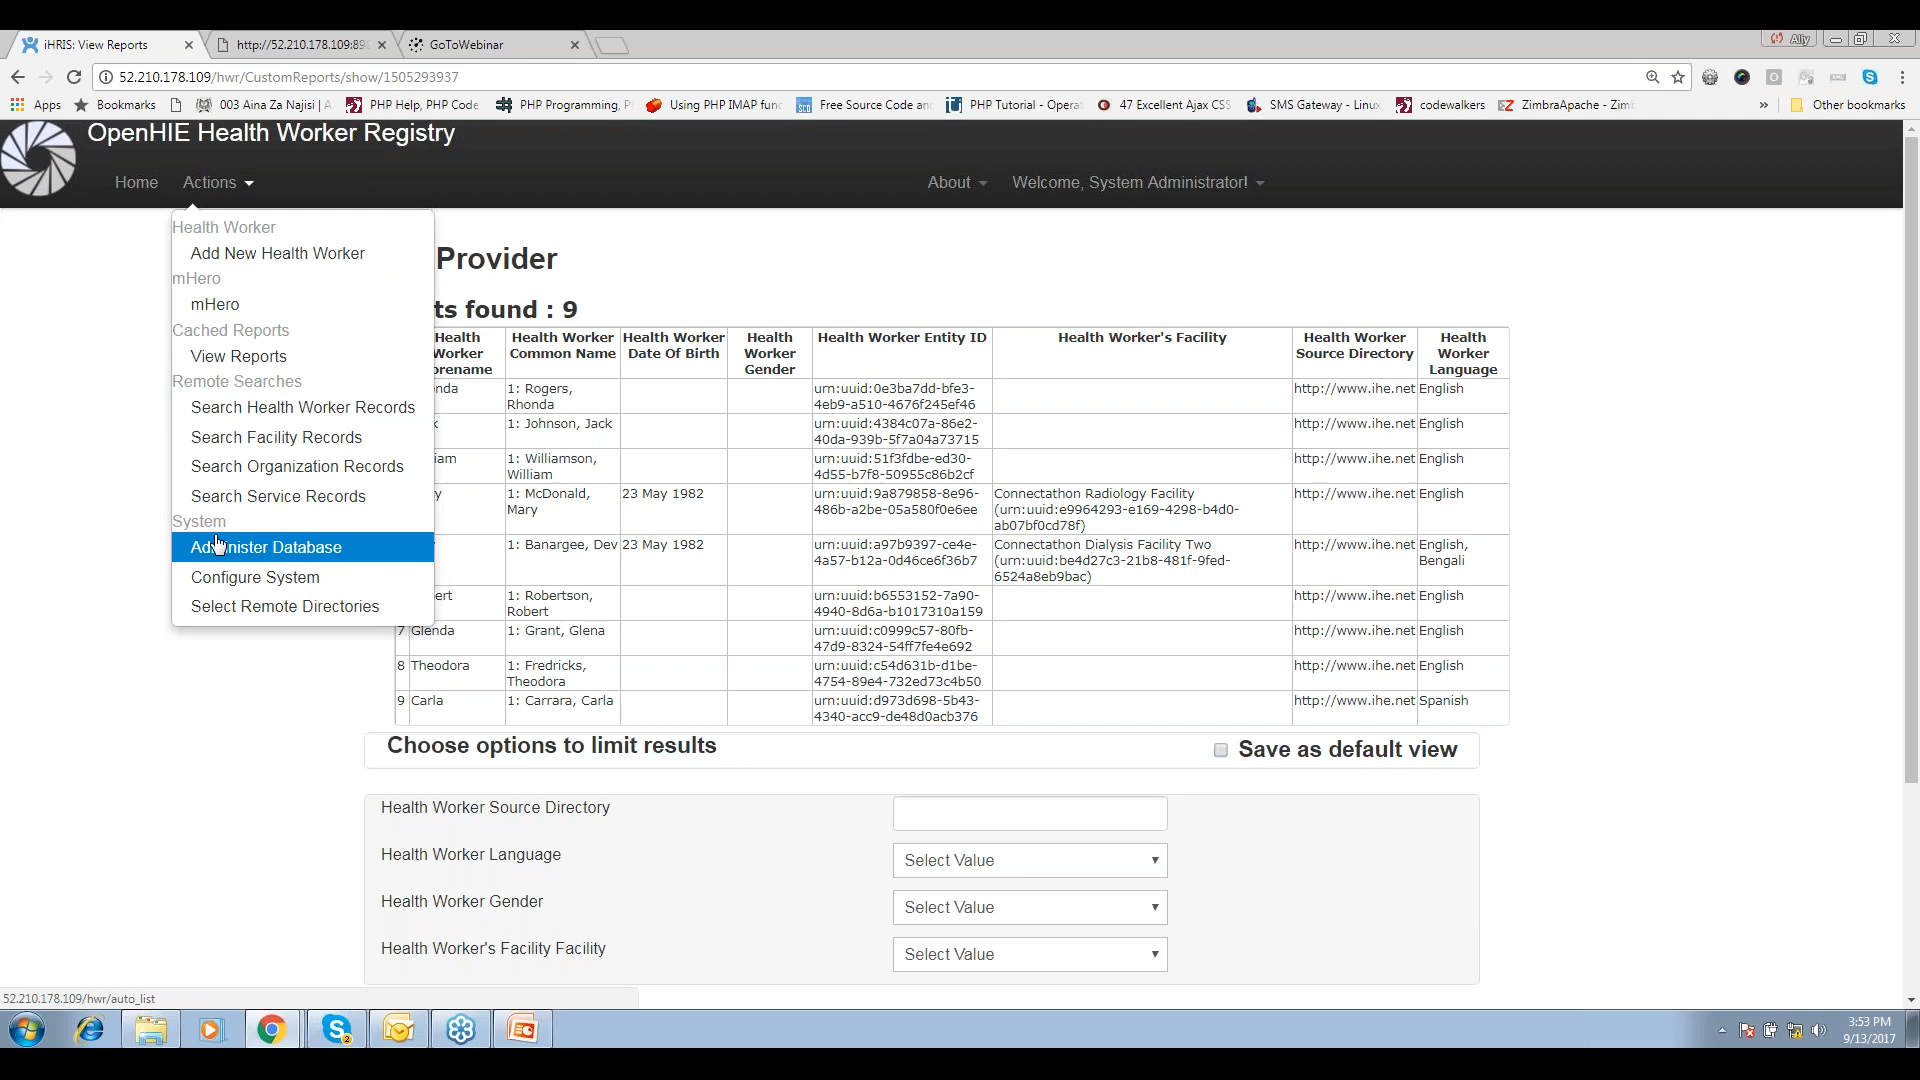 iHRIS: View Reports
http://52.210.178.109:89
GoToWebinar
Ally
52.210.178.109/hwr/CustomReports/show/1505293937
Apps
Bookmarks
003 Aina Za Najisi | A
PHP Help, PHP Code
PHP Programming, P
Using PHP IMAP func
Free Source Code and
PHP Tutorial - Opera
47 Excellent Ajax CSS
SMS Gateway - Linux
codewalkers
ZimbraApache - Zimb
»
Other bookmarks
OpenHIE Health Worker Registry
Home
Actions
About
Welcome, System Administrator!
Health Worker
Add New Health Worker
mHero
mHero
Cached Reports
View Reports
Remote Searches
Search Health Worker Records
Search Facility Records
Search Organization Records
Search Service Records
System
Administer Database
Configure System
Select Remote Directories
Provider
ts found : 9
Health
Worker
orename
Health Worker
Common Name
Health Worker
Date Of Birth
Health
Worker
Gender
Health Worker Entity ID
Health Worker's Facility
Health Worker
Source Directory
Health
Worker
Language
nda
1: Rogers,
Rhonda
urn:uuid:0e3ba7dd-bfe3-
4eb9-a510-4676f245ef46
http://www.ihe.net
English
k
1: Johnson, Jack
urn:uuid:4384c07a-86e2-
40da-939b-5f7a04a73715
http://www.ihe.net
English
iam
1: Williamson,
William
urn:uuid:51f3fdbe-ed30-
4d55-b7f8-50955c86b2cf
http://www.ihe.net
English
y
1: McDonald,
Mary
23 May 1982
urn:uuid:9a879858-8e96-
486b-a2be-05a580f0e6ee
Connectathon Radiology Facility
(urn:uuid:e9964293-e169-4298-b4d0-
ab07bf0cd78f)
http://www.ihe.net
English
1: Banargee, Dev
23 May 1982
urn:uuid:a97b9397-ce4e-
4a57-b12a-0d46ce6f36b7
Connectathon Dialysis Facility Two
(urn:uuid:be4d27c3-21b8-481f-9fed-
6524a8eb9bac)
http://www.ihe.net
English,
Bengali
ert
1: Robertson,
Robert
urn:uuid:b6553152-7a90-
4940-8d6a-b1017310a159
http://www.ihe.net
English
7
Glenda
1: Grant, Glena
urn:uuid:c0999c57-80fb-
47d9-8324-54ff7fe4e692
http://www.ihe.net
English
8
Theodora
1: Fredricks,
Theodora
urn:uuid:c54d631b-d1be-
4754-89e4-732ed73c4b50
http://www.ihe.net
English
9
Carla
1: Carrara, Carla
urn:uuid:d973d698-5b43-
4340-acc9-de48d0acb376
http://www.ihe.net
Spanish
Choose options to limit results
Save as default view
Health Worker Source Directory
Health Worker Language
Select Value
Health Worker Gender
Select Value
Health Worker's Facility Facility
Select Value
52.210.178.109/hwr/auto_list
3:53 PM
9/13/2017